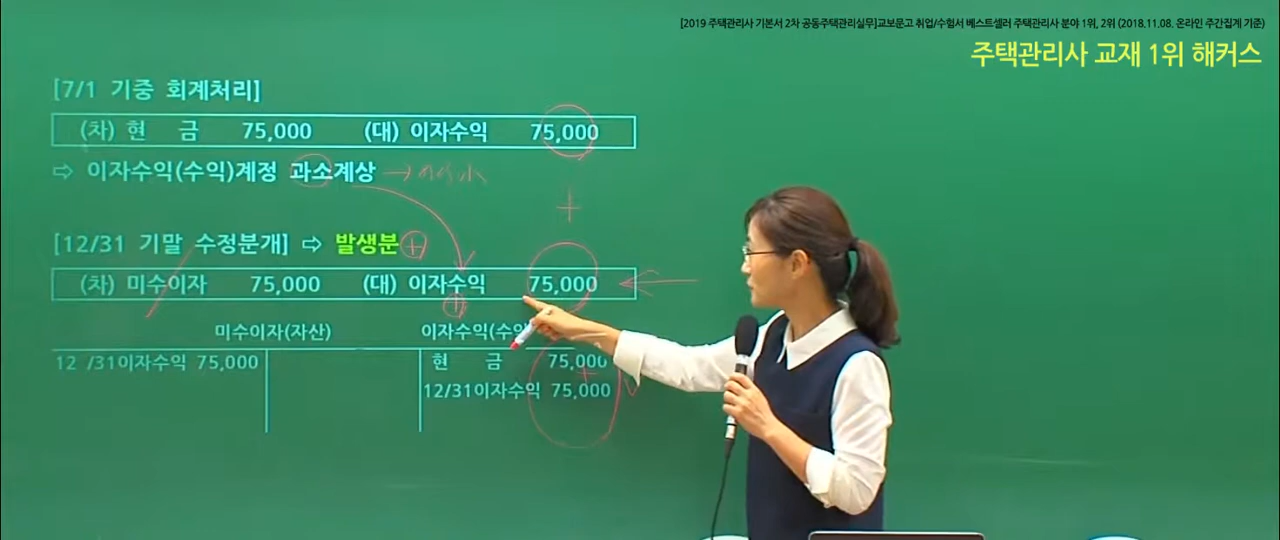 [2019 주택관리사 기본서 2차 공동주택관리실무]교보문고 취업/수험서 베스트셀러 주택관리사 분야 1위, 2위 (2018.11.08. 온라인 주간집계 기준)
주택관리사 교재 1위 해커스
[7/1 기중 회계처리]
(차) 현 금 75,000 (대) 이자수익 75,000
⇨ 이자수익(수익)계정 과소계상 →
+
[12/31 기말 수정분개] ⇨ 발생분 +
(차) 미수이자 75,000 (대) 이자수익 75,000 ←
+
미수이자(자산) 이자수익(수익
12 /31이자수익 75,000 현 금 75,000
12/31이자수익 75,000